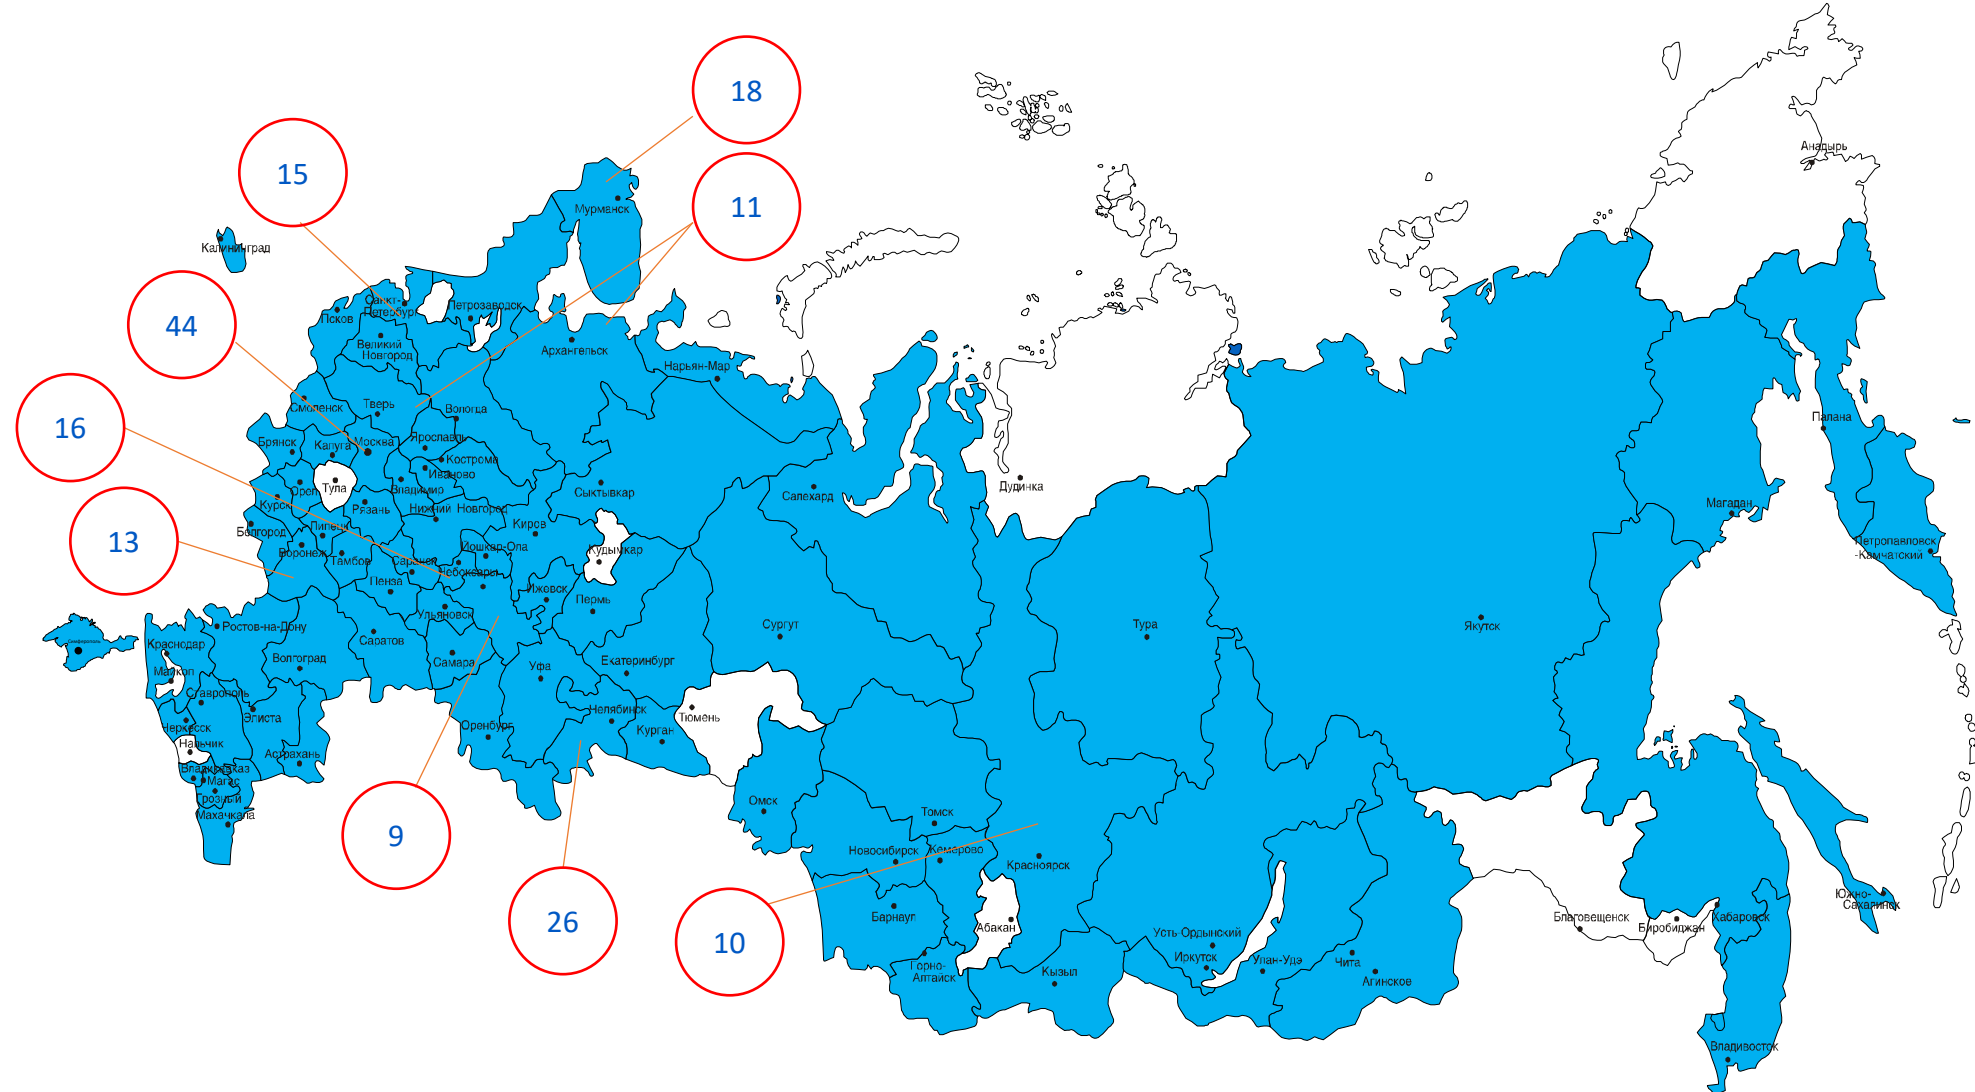 18
Анадырь
15
11
Мурманск
Калининград
Санкт-
Петербург
Петрозаводск
Псков
44
Великий
Новгород
Архангельск
Нарьян-Мар
Смоленск
Тверь
Вологда
Палана
16
Брянск
Калуга
Москва
Ярославль
Кострома
Иваново
Орел
Тула
Владимир
Сыктывкар
Салехард
Дудинка
Курск
Рязань
Нижний Новгород
Магадан
Белгород
Липецк
Киров
13
Воронеж
Тамбов
Йошкар-Ола
Кудымкар
Петропавловск
-Камчатский
Саранск
Чебоксары
Пенза
Ижевск
Пермь
Ульяновск
Симферополь
Краснодар
Ростов-на-Дону
Саратов
Сургут
Тура
Якутск
Майкоп
Волгоград
Самара
Уфа
Екатеринбург
Ставрополь
Элиста
Черкесск
Оренбург
Челябинск
Тюмень
Курган
Нальчик
Астрахань
Владикавказ
Магас
Грозный
Махачкала
9
Омск
Томск
Новосибирск
Кемерово
Красноярск
26
10
Барнаул
Абакан
Южно-
Сахалинск
Благовещенск
Биробиджан
Хабаровск
Усть-Ордынский
Иркутск
Улан-Удэ
Чита
Агинское
Горно-
Алтайск
Кызыл
Владивосток